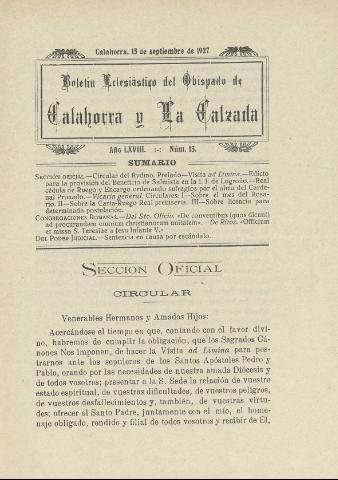 Calahorra, 15 de septiembre de 1927
Boletín Eclesiástico del Obispado de
Calahorra y La Calzada
Año LXVIII. :-: Núm. 13.
SUMARIO
SECCION OFICIAL—Circular del Rvdmo. Prelado—Visita ad Limina.—Edicto
para la provisión del Beneficio de Salmista en la I. I. de Logroño.—Real
cédula de Ruego y Encargo ordenando sufragios por el alma del Carde-
nal Primado.—Vicaria general. Circulares: I—Sobre el mes del Rosa-
rio. II—Sobre la Carta-Ruego Real preinserta. III—Sobre licencia para
determinada postulación.
CONGREGACIONES ROMANAS.—Del Sto. Oficio. «De conventibus (quos dicunt)
ad procurandam omnium christianorum unitatem».—De Ritos. «Officium
et missa S. Teresiae a Iesu Infante V.»
DEL PODER JUDICIAL.—Sentencia en causa por escándalo.
SECCION OFICIAL
CIRCULAR
Venerables Hermanos y Amados Hijos:
Acercándose el tiempo en que, contando con el favor divi-
no, habremos de cumplir la obligación, que los Sagrados Cá-
nones Nos imponen, de hacer la Visita ad Limina para pos-
trarnos ante los sepulcros de los Santos Apóstoles Pedro y
Pablo, orando por las necesidades de nuestra amada Diócesis y
de todos vosotros; presentar a la S. Sede la relación de vuestro
estado espiritual, de vuestras dificultades, de vuestros peligros,
de vuestros desfallecimientos y, también, de vuestras virtu-
des; ofrecer al Santo Padre, juntamente con el mío, el home-
naje obligado, rendido y filial de todos vosotros y recibir de El,